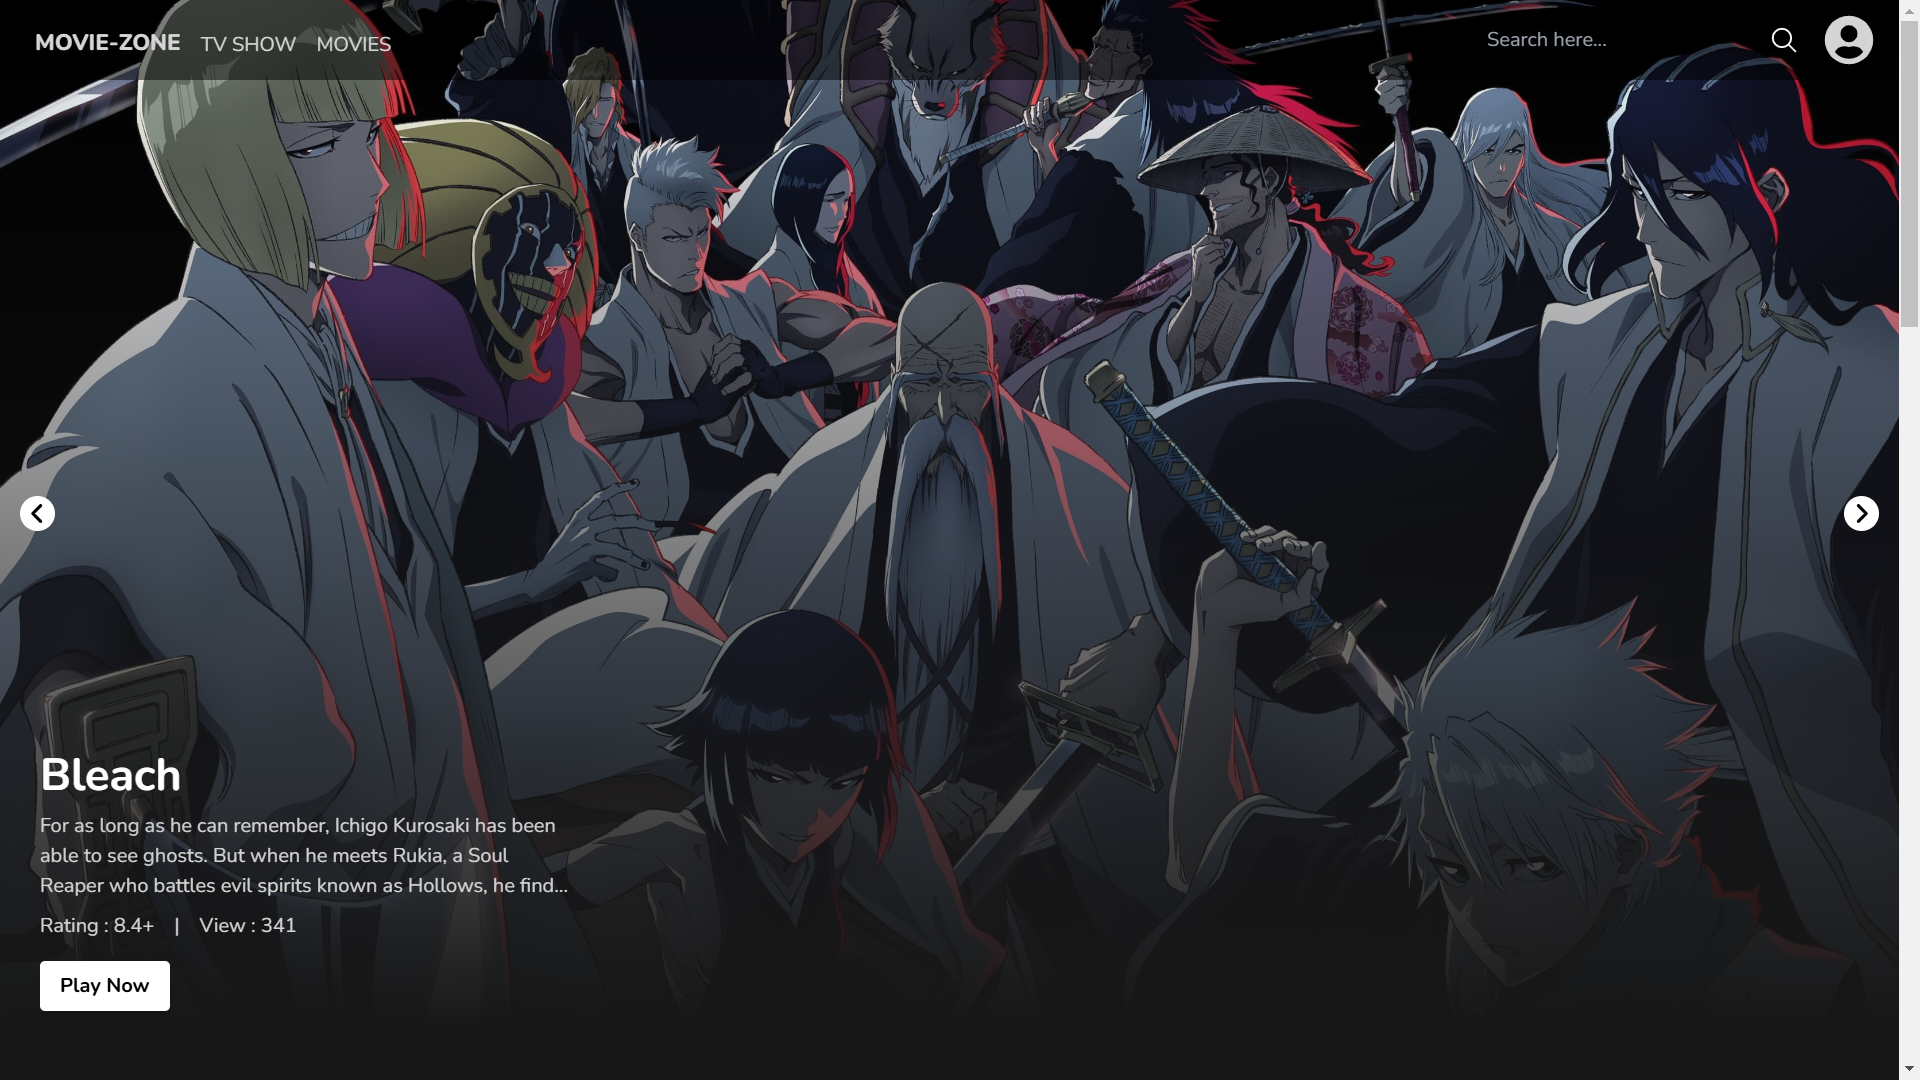 MOVIE-ZONE TV SHOW MOVIES Search here...
Bleach
For as long as he can remember, Ichigo Kurosaki has been
able to see ghosts. But when he meets Rukia, a Soul
Reaper who battles evil spirits known as Hollows, he find...
Rating : 8.4+ | View : 341
Play Now